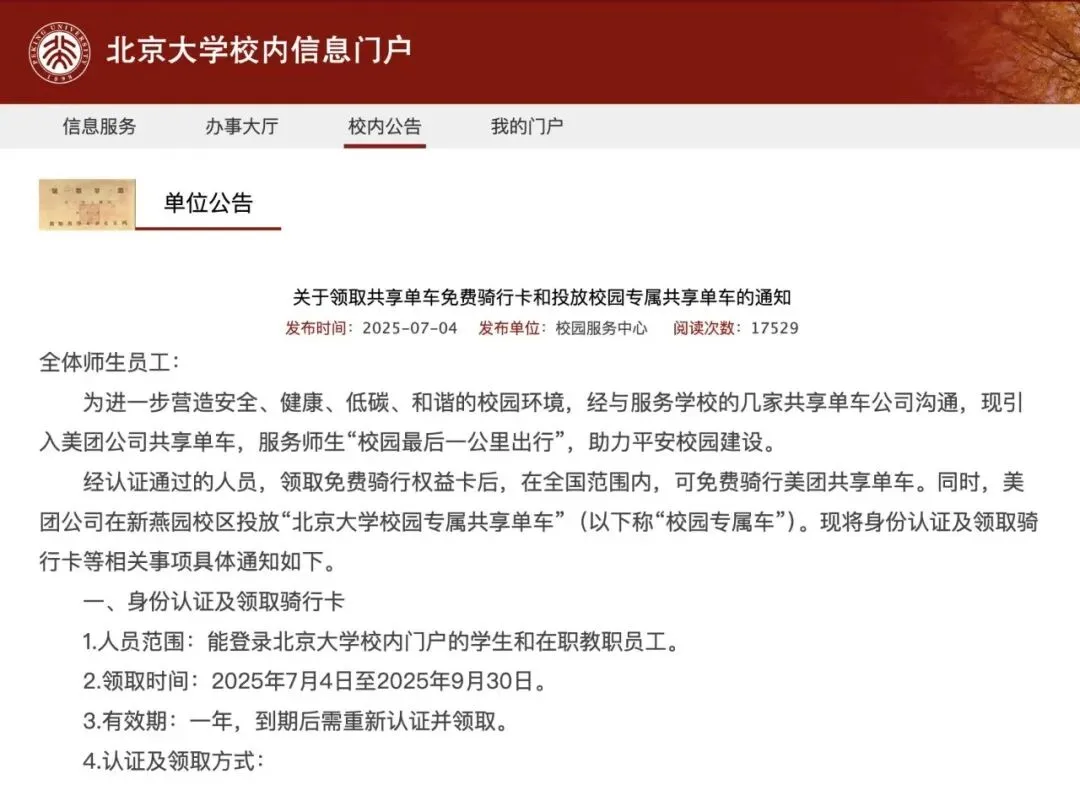 PEKING UNIVERSITY
1898
北京大学校内信息门户
信息服务 办事大厅 校内公告 我的门户
单位公告
关于领取共享单车免费骑行卡和投放校园专属共享单车的通知
发布时间：2025-07-04 发布单位：校园服务中心 阅读次数：17529
全体师生员工：
为进一步营造安全、健康、低碳、和谐的校园环境，经与服务学校的几家共享单车公司沟通，现引
入美团公司共享单车，服务师生“校园最后一公里出行”，助力平安校园建设。
经认证通过的人员，领取免费骑行权益卡后，在全国范围内，可免费骑行美团共享单车。同时，美
团公司在新燕园校区投放“北京大学校园专属共享单车”（以下称“校园专属车”）。现将身份认证及领取骑
行卡等相关事项具体通知如下。
一、身份认证及领取骑行卡
1.人员范围：能登录北京大学校内门户的学生和在职教职员工。
2.领取时间：2025年7月4日至2025年9月30日。
3.有效期：一年，到期后需重新认证并领取。
4.认证及领取方式：